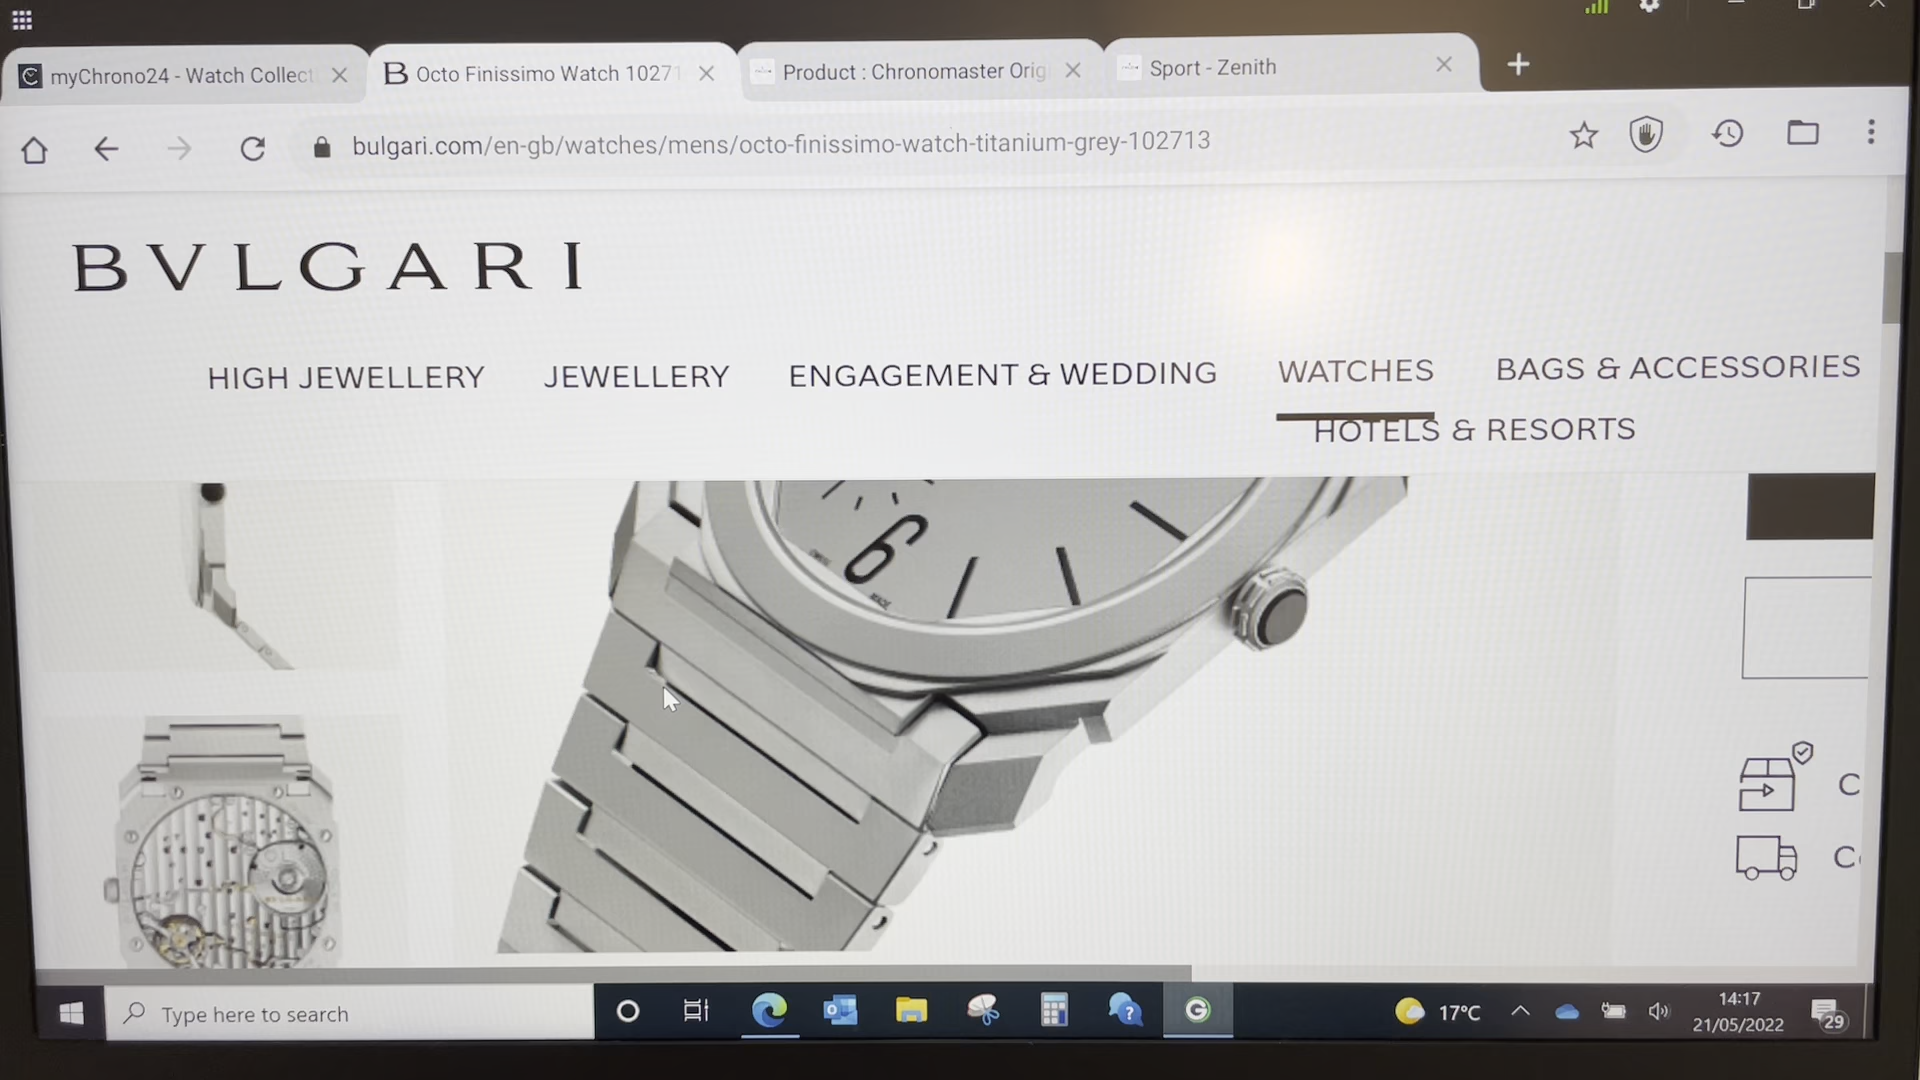 myChrono24 - Watch Collect
Octo Finissimo Watch 10271
Product : Chronomaster Orig
Sport - Zenith
bulgari.com/en-gb/watches/mens/octo-finissimo-watch-titanium-grey-102713
BVLGARI
HIGH JEWELLERY JEWELLERY ENGAGEMENT & WEDDING WATCHES BAGS & ACCESSORIES
HOTELS & RESORTS
6
C
C
Type here to search
17°C
14:17
21/05/2022
29